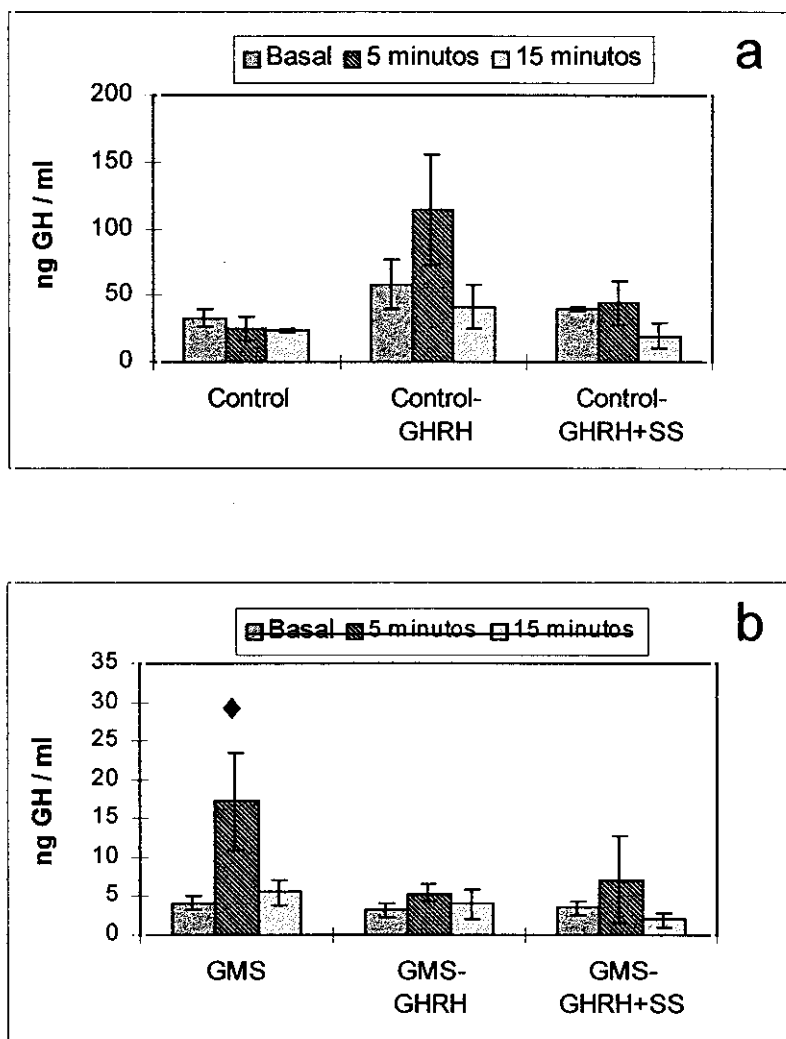 a
Basal 5 minutos 15 minutos
200
150
100
50
0
ng GH / ml
Control
Control-
GHRH
Control-
GHRH+SS
b
Basal 5 minutos 15 minutos
35
30
25
20
15
10
5
0
ng GH / ml
GMS
GMS-
GHRH
GMS-
GHRH+SS